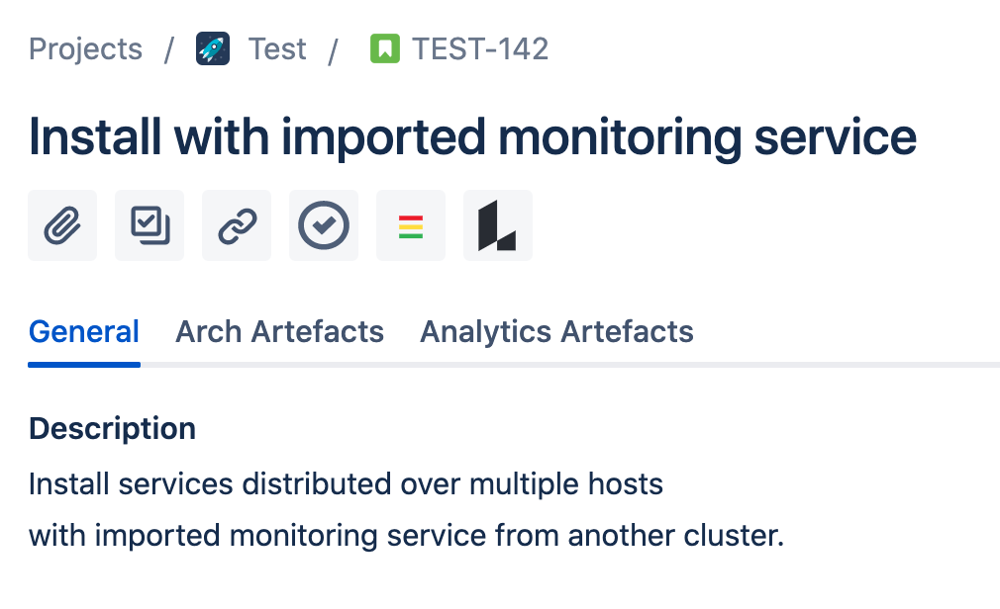 Projects / Test / TEST-142
Install with imported monitoring service
General Arch Artefacts Analytics Artefacts
Description
Install services distributed over multiple hosts
with imported monitoring service from another cluster.